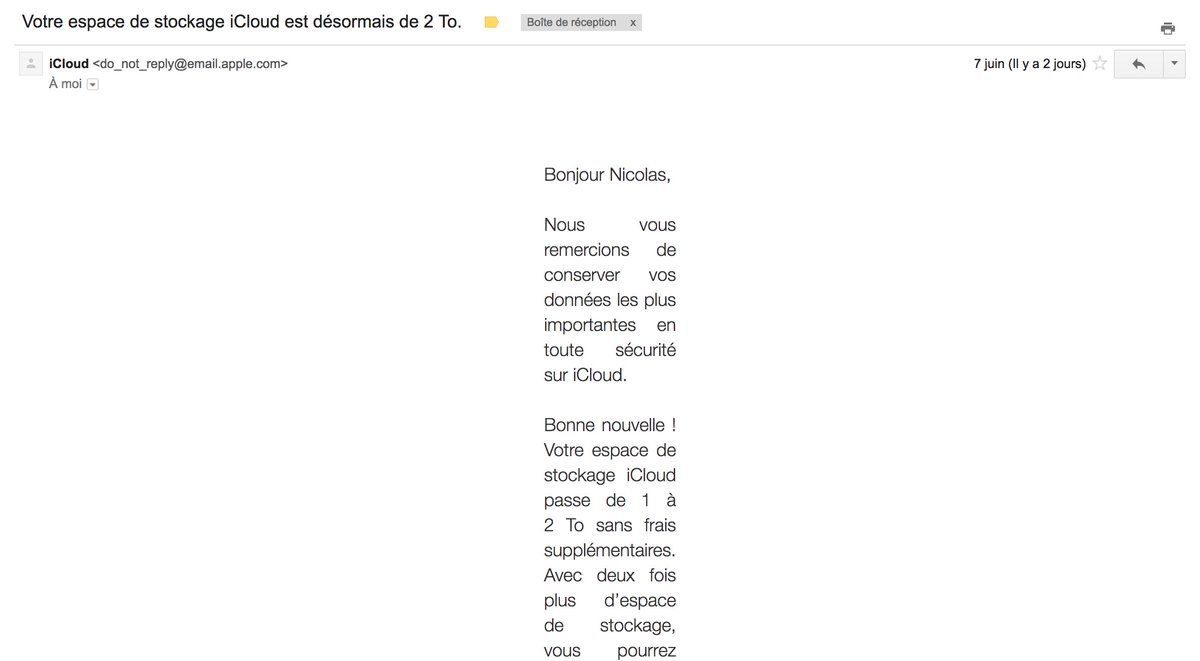 Votre espace de stockage iCloud est désormais de 2 To.
Boîte de réception x
iCloud <do_not_reply@email.apple.com>
7 juin (Il y a 2 jours)
À moi
Bonjour Nicolas,
Nous vous
remercions de
conserver vos
données les plus
importantes en
toute sécurité
sur iCloud.
Bonne nouvelle !
Votre espace de
stockage iCloud
passe de 1 à
2 To sans frais
supplémentaires.
Avec deux fois
plus d’espace
de stockage,
vous pourrez